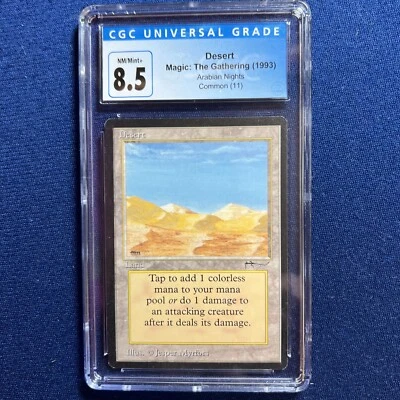 CGC UNIVERSAL GRADE
NM/Mint+
8.5
Desert
Magic: The Gathering (1993)
Arabian Nights
Common (11)
Desert
Land
Tap to add 1 colorless
mana to your mana
pool or do 1 damage to
an attacking creature
after it deals its damage.
Illus. © Jesper Myrfors